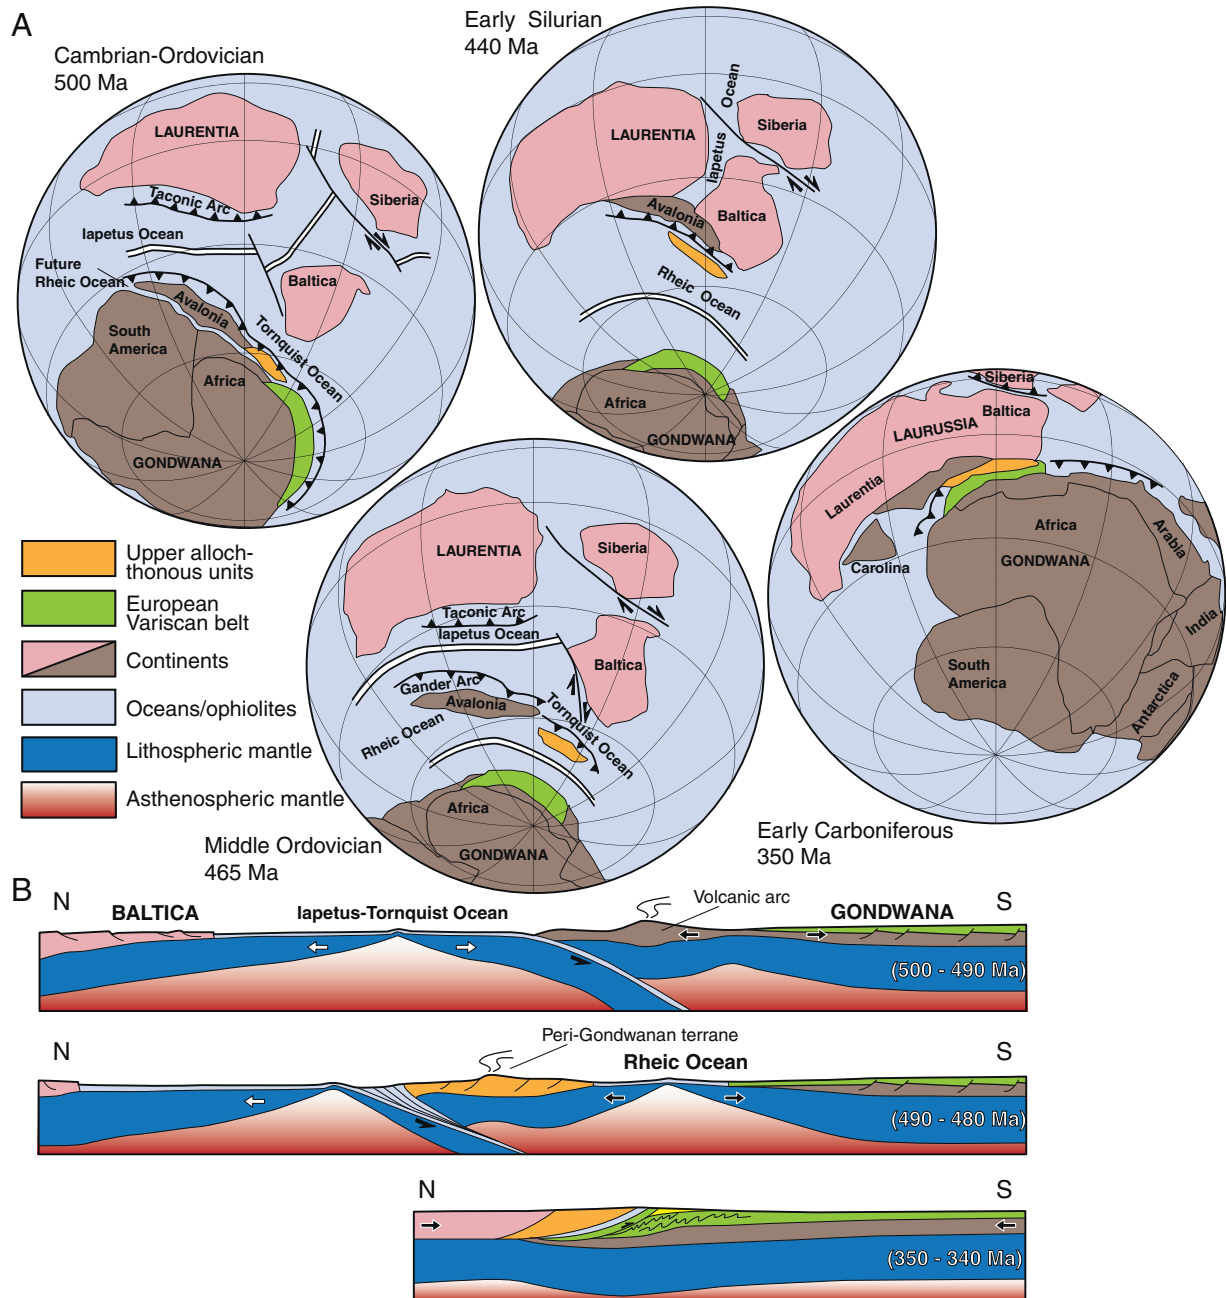 A
Cambrian-Ordovician
500 Ma
LAURENTIA
Taconic Arc
Siberia
Iapetus Ocean
Future
Rheic Ocean
Baltica
Avalonia
South
America
Tornquist Ocean
Africa
GONDWANA
Early Silurian
440 Ma
LAURENTIA
Iapetus
Ocean
Siberia
Avalonia
Baltica
Rheic Ocean
Africa
GONDWANA
Siberia
Baltica
LAURUSSIA
Laurentia
Carolina
Africa
GONDWANA
Arabia
India
South
America
Antarctica
Early Carboniferous
350 Ma
LAURENTIA
Siberia
Taconic Arc
Iapetus Ocean
Baltica
Gander Arc
Avalonia
Rheic Ocean
Tornquist Ocean
Africa
GONDWANA
Middle Ordovician
465 Ma
Upper alloch-
thonous units
European
Variscan belt
Continents
Oceans/ophiolites
Lithospheric mantle
Asthenospheric mantle
B
N
BALTICA
Iapetus-Tornquist Ocean
Volcanic arc
GONDWANA
S
(500 - 490 Ma)
N
Peri-Gondwanan terrane
Rheic Ocean
S
(490 - 480 Ma)
N
S
(350 - 340 Ma)